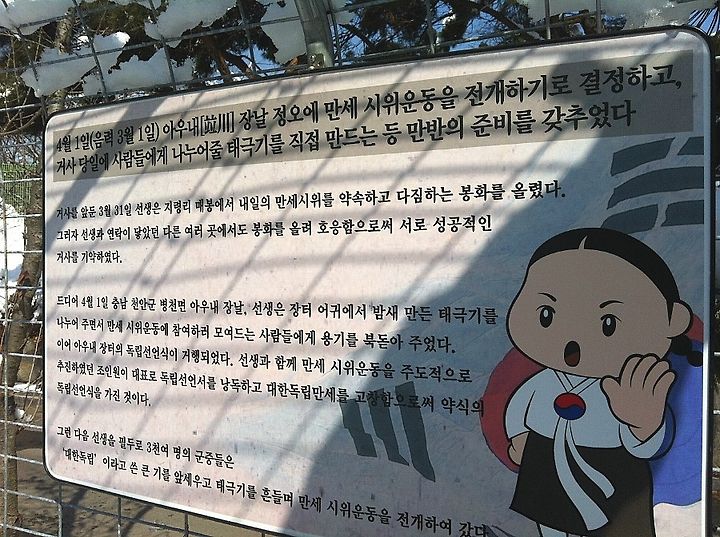 4월 1일(음력 3월 1일) 아우내[並川] 장날 정오에 만세 시위운동을 전개하기로 결정하고,
거사 당일에 사람들에게 나누어줄 태극기를 직접 만드는 등 만반의 준비를 갖추었다
거사를 앞둔 3월 31일 선생은 지령리 매봉에서 내일의 만세시위를 약속하고 다짐하는 봉화를 올렸다.
그러자 선생과 연락이 닿았던 다른 여러 곳에서도 봉화를 올려 호응함으로써 서로 성공적인
거사를 기약하였다.
드디어 4월 1일 충남 천안군 병천면 아우내 장날, 선생은 장터 어귀에서 밤새 만든 태극기를
나누어 주면서 만세 시위운동에 참여하러 모여드는 사람들에게 용기를 북돋아 주었다.
이어 아우내 장터의 독립선언식이 거행되었다. 선생과 함께 만세 시위운동을 주도적으로
추진하였던 조인원이 대표로 독립선언서를 낭독하고 대한독립만세를 고창함으로써 약식의
독립선언식을 가진 것이다.
그런 다음 선생을 필두로 3천여 명의 군중들은
'대한독립' 이라고 쓴 큰 기를 앞세우고 태극기를 흔들며 만세 시위운동을 전개하여 갔다.